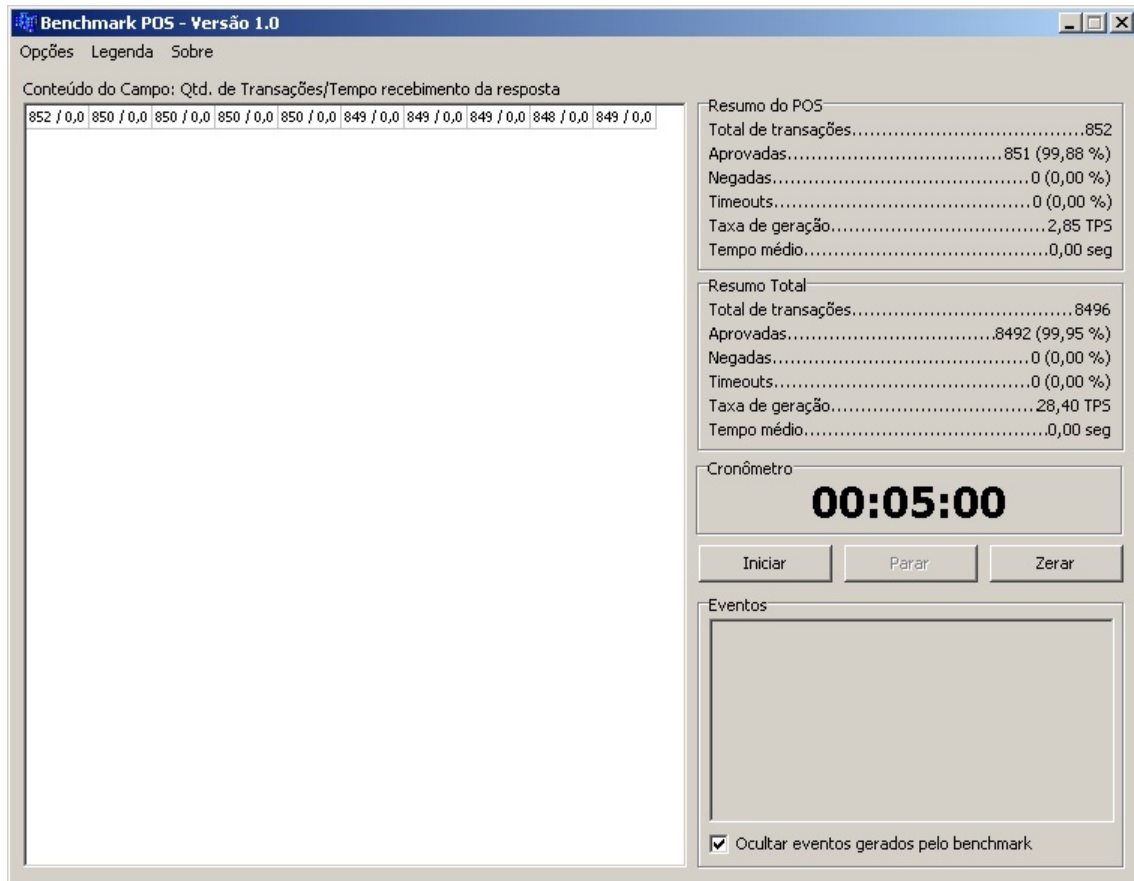 Benchmark POS - Versão 1.0
Opções Legenda Sobre
Conteúdo do Campo: Qtd. de Transações/Tempo recebimento da resposta
852 / 0,0 850 / 0,0 850 / 0,0 850 / 0,0 850 / 0,0 849 / 0,0 849 / 0,0 849 / 0,0 848 / 0,0 849 / 0,0
Resumo do POS
Total de transações......................................852
Aprovadas...................................851 (99,88 %)
Negadas..........................................0 (0,00 %)
Timeouts..........................................0 (0,00 %)
Taxa de geração...................................2,85 TPS
Tempo médio........................................0,00 seg
Resumo Total
Total de transações....................................8496
Aprovadas..................................8492 (99,95 %)
Negadas..........................................0 (0,00 %)
Timeouts..........................................0 (0,00 %)
Taxa de geração.................................28,40 TPS
Tempo médio........................................0,00 seg
Cronômetro
00:05:00
Iniciar Parar Zerar
Eventos
Ocultar eventos gerados pelo benchmark